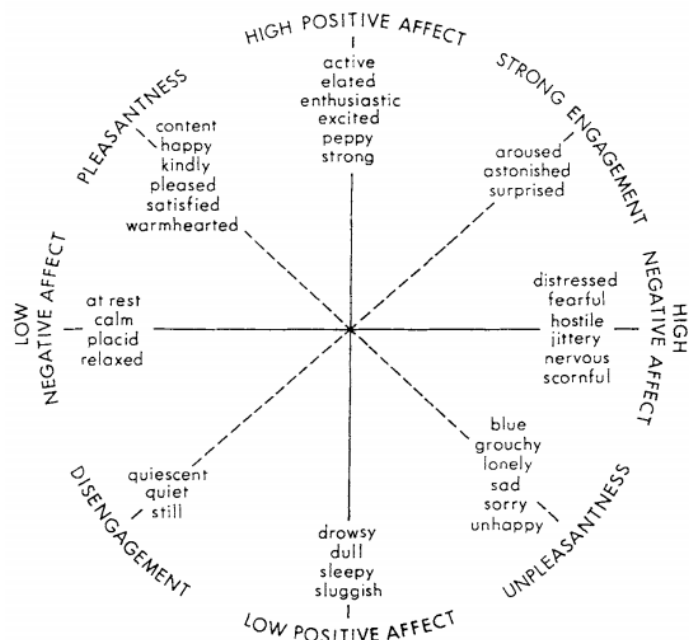 HIGH POSITIVE AFFECT
active
elated
enthusiastic
excited
peppy
strong
STRONG ENGAGEMENT
aroused
astonished
surprised
PLEASANTNESS
content
happy
kindly
pleased
satisfied
warmhearted
LOW
NEGATIVE AFFECT
at rest
calm
placid
relaxed
HIGH
NEGATIVE AFFECT
distressed
fearful
hostile
jittery
nervous
scornful
DISENGAGEMENT
quiescent
quiet
still
UNPLEASANTNESS
blue
grouchy
lonely
sad
sorry
unhappy
drowsy
dull
sleepy
sluggish
LOW POSITIVE AFFECT